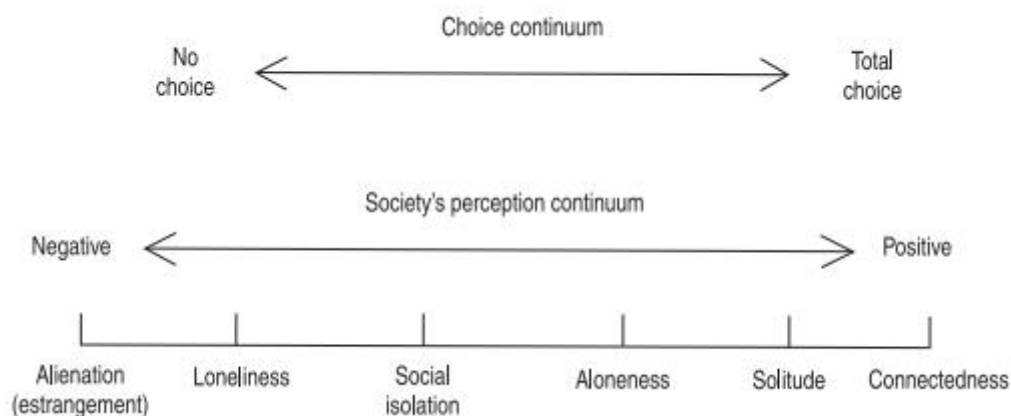 Choice continuum
No
choice
Total
choice
Society's perception continuum
Negative
Positive
Alienation
(estrangement)
Loneliness
Social
isolation
Aloneness
Solitude
Connectedness